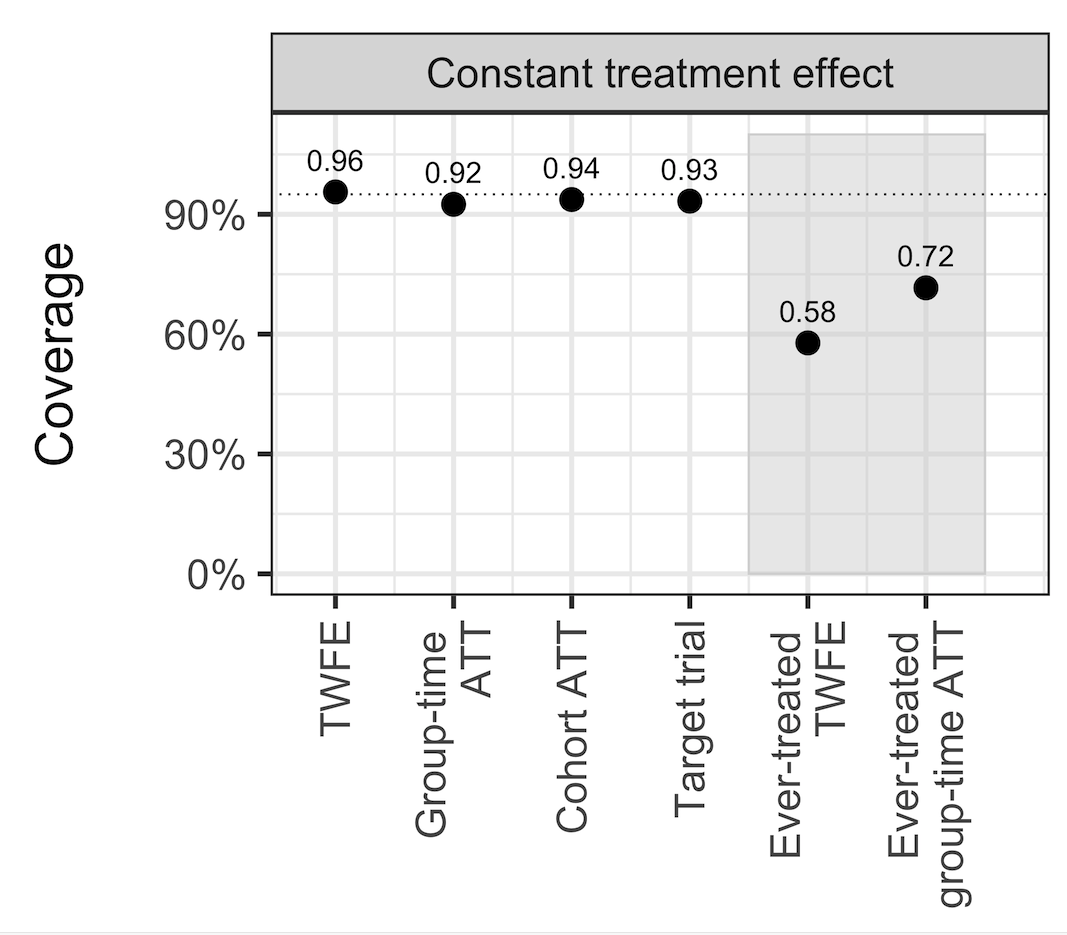 Constant treatment effect
Coverage
90%
60%
30%
0%
0.96
0.92
0.94
0.93
0.58
0.72
TWFE
Group-time
ATT
Cohort ATT
Target trial
Ever-treated
TWFE
Ever-treated
group-time ATT